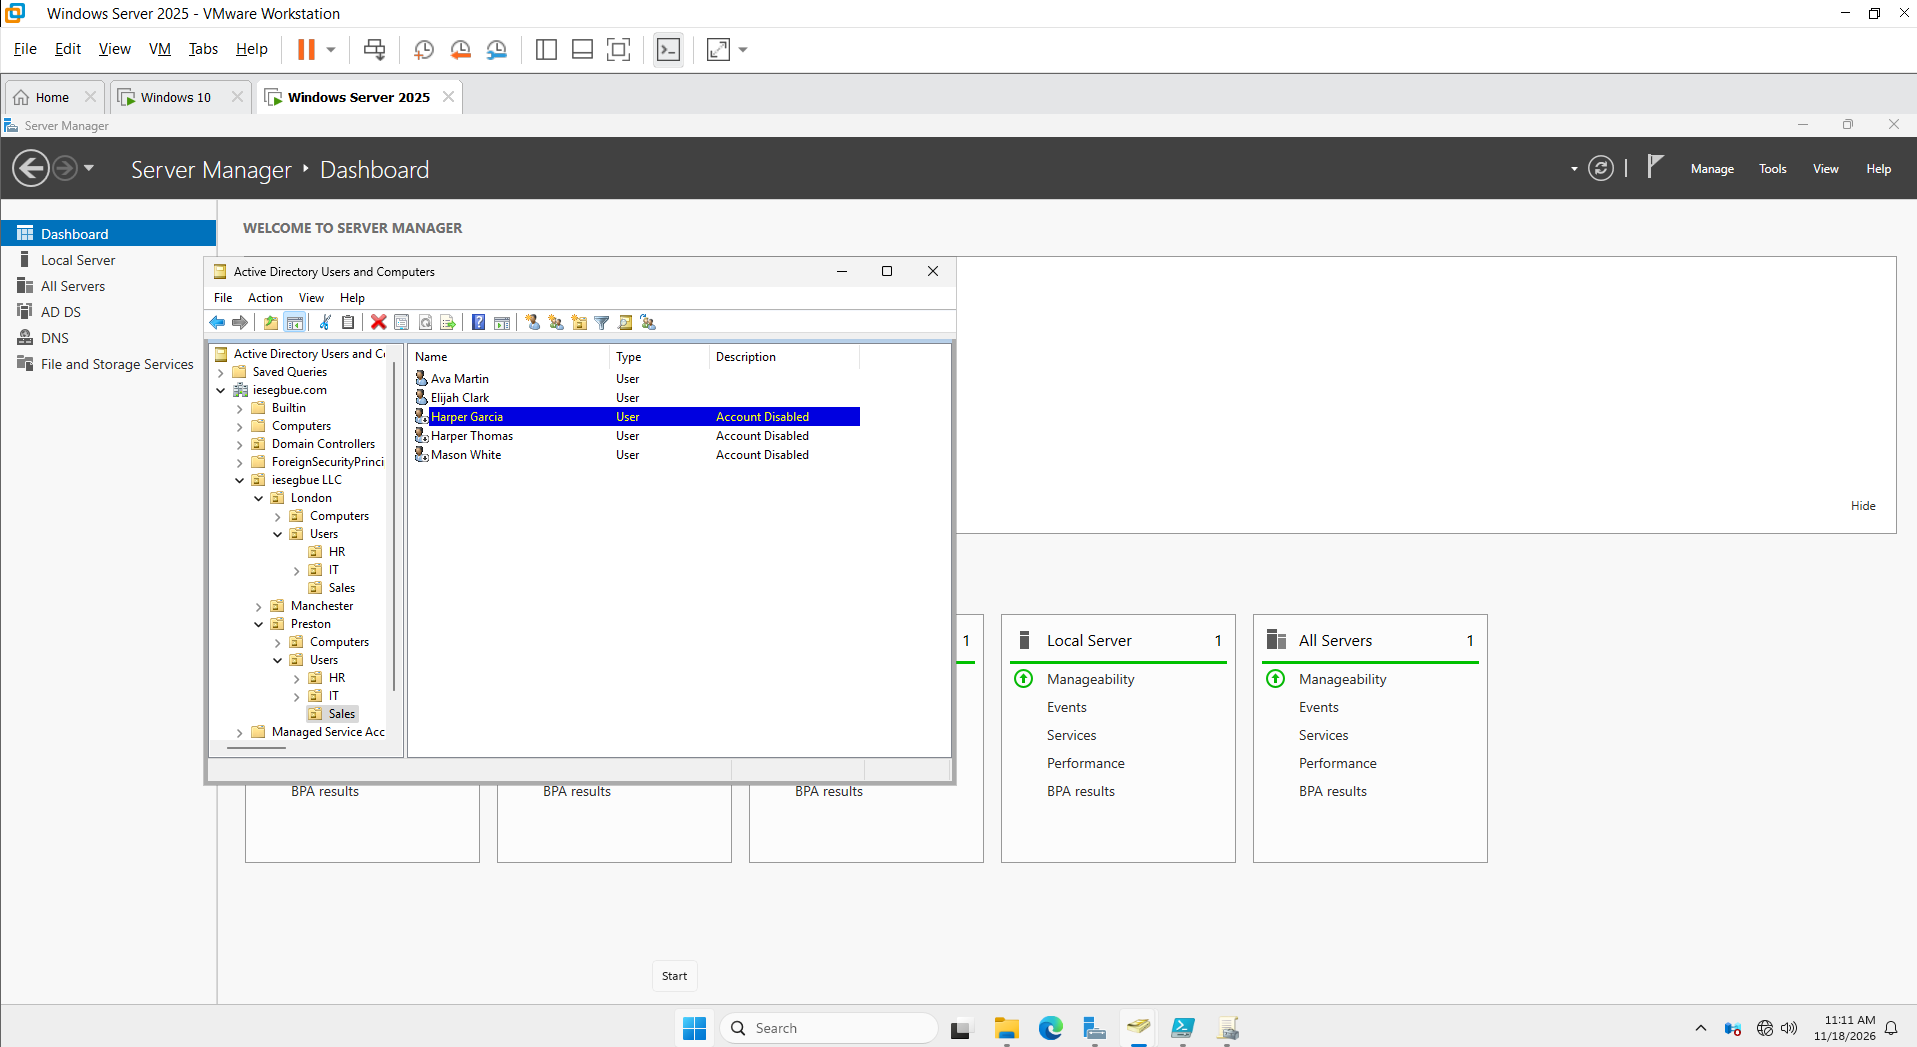 Windows Server 2025 - VMware Workstation
File Edit View VM Tabs Help
Home Windows 10 Windows Server 2025
Server Manager
Server Manager Dashboard Manage Tools View Help
Dashboard
Local Server
All Servers
AD DS
DNS
File and Storage Services
WELCOME TO SERVER MANAGER
Hide
Active Directory Users and Computers
File Action View Help
Active Directory Users and Co
Saved Queries
iesegbue.com
Builtin
Computers
Domain Controllers
ForeignSecurityPrinci
iesegbue LLC
London
Computers
Users
HR
IT
Sales
Manchester
Preston
Computers
Users
HR
IT
Sales
Managed Service Acc
Name Type Description
Ava Martin User
Elijah Clark User
Harper Garcia User Account Disabled
Harper Thomas User Account Disabled
Mason White User Account Disabled
BPA results
BPA results
1
BPA results
Local Server 1
Manageability
Events
Services
Performance
BPA results
All Servers 1
Manageability
Events
Services
Performance
BPA results
Start
Search
11:11 AM
11/18/2026